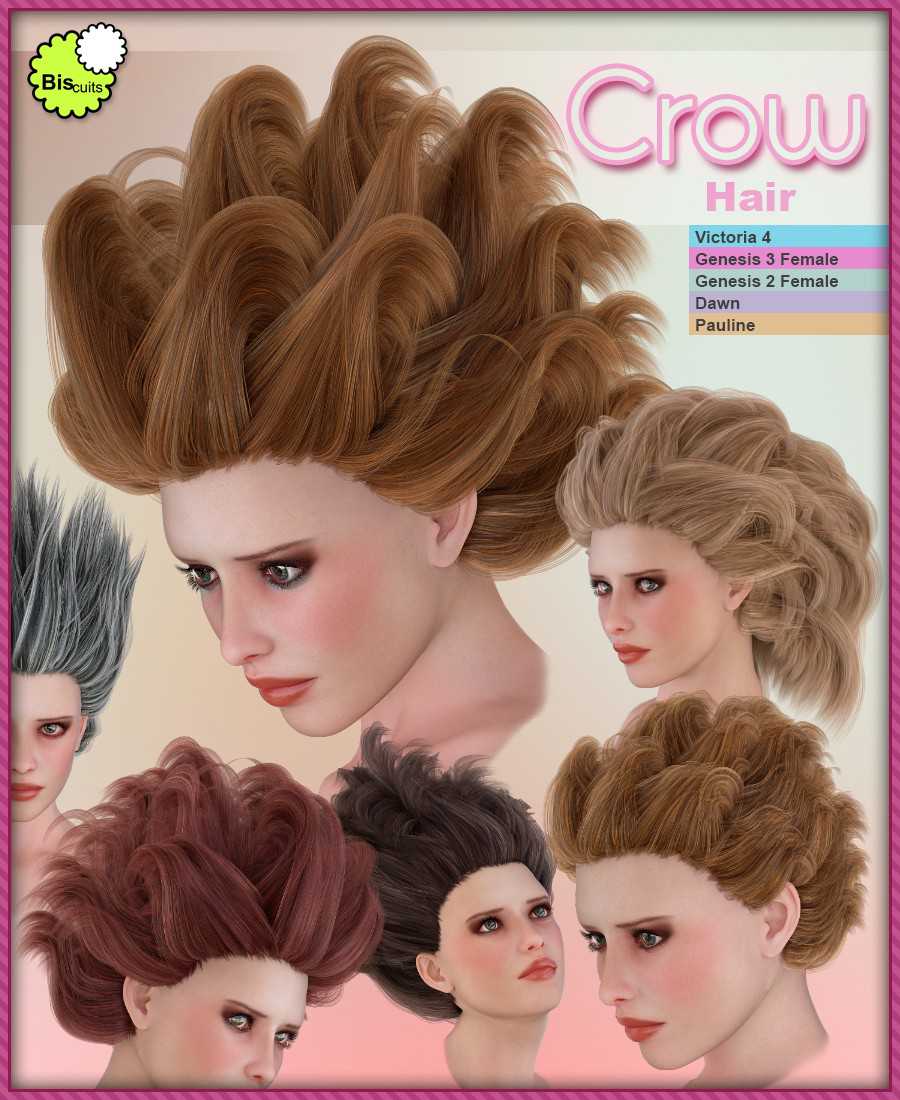 Biscuits
Crow
Hair
Victoria 4
Genesis 3 Female
Genesis 2 Female
Dawn
Pauline